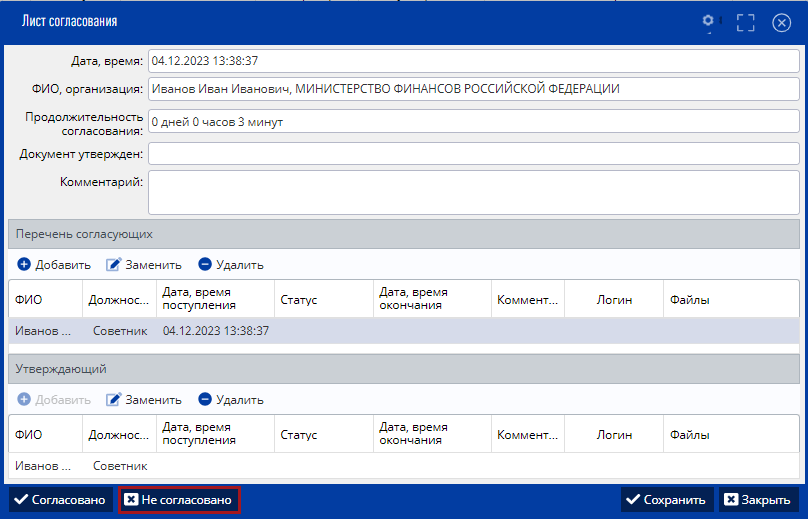 Лист согласования
Дата, время: 04.12.2023 13:38:37
ФИО, организация: Иванов Иван Иванович, МИНИСТЕРСТВО ФИНАНСОВ РОССИЙСКОЙ ФЕДЕРАЦИИ
Продолжительность
согласования: 0 дней 0 часов 3 минут
Документ утвержден:
Комментарий:
Перечень согласующих
Добавить Заменить Удалить
ФИО Должнос... Дата, время поступления Статус Дата, время окончания Коммент... Логин Файлы
Иванов ... Советник 04.12.2023 13:38:37
Утверждающий
Добавить Заменить Удалить
ФИО Должнос... Дата, время поступления Статус Дата, время окончания Коммент... Логин Файлы
Иванов ... Советник
Согласовано Не согласовано Сохранить Закрыть